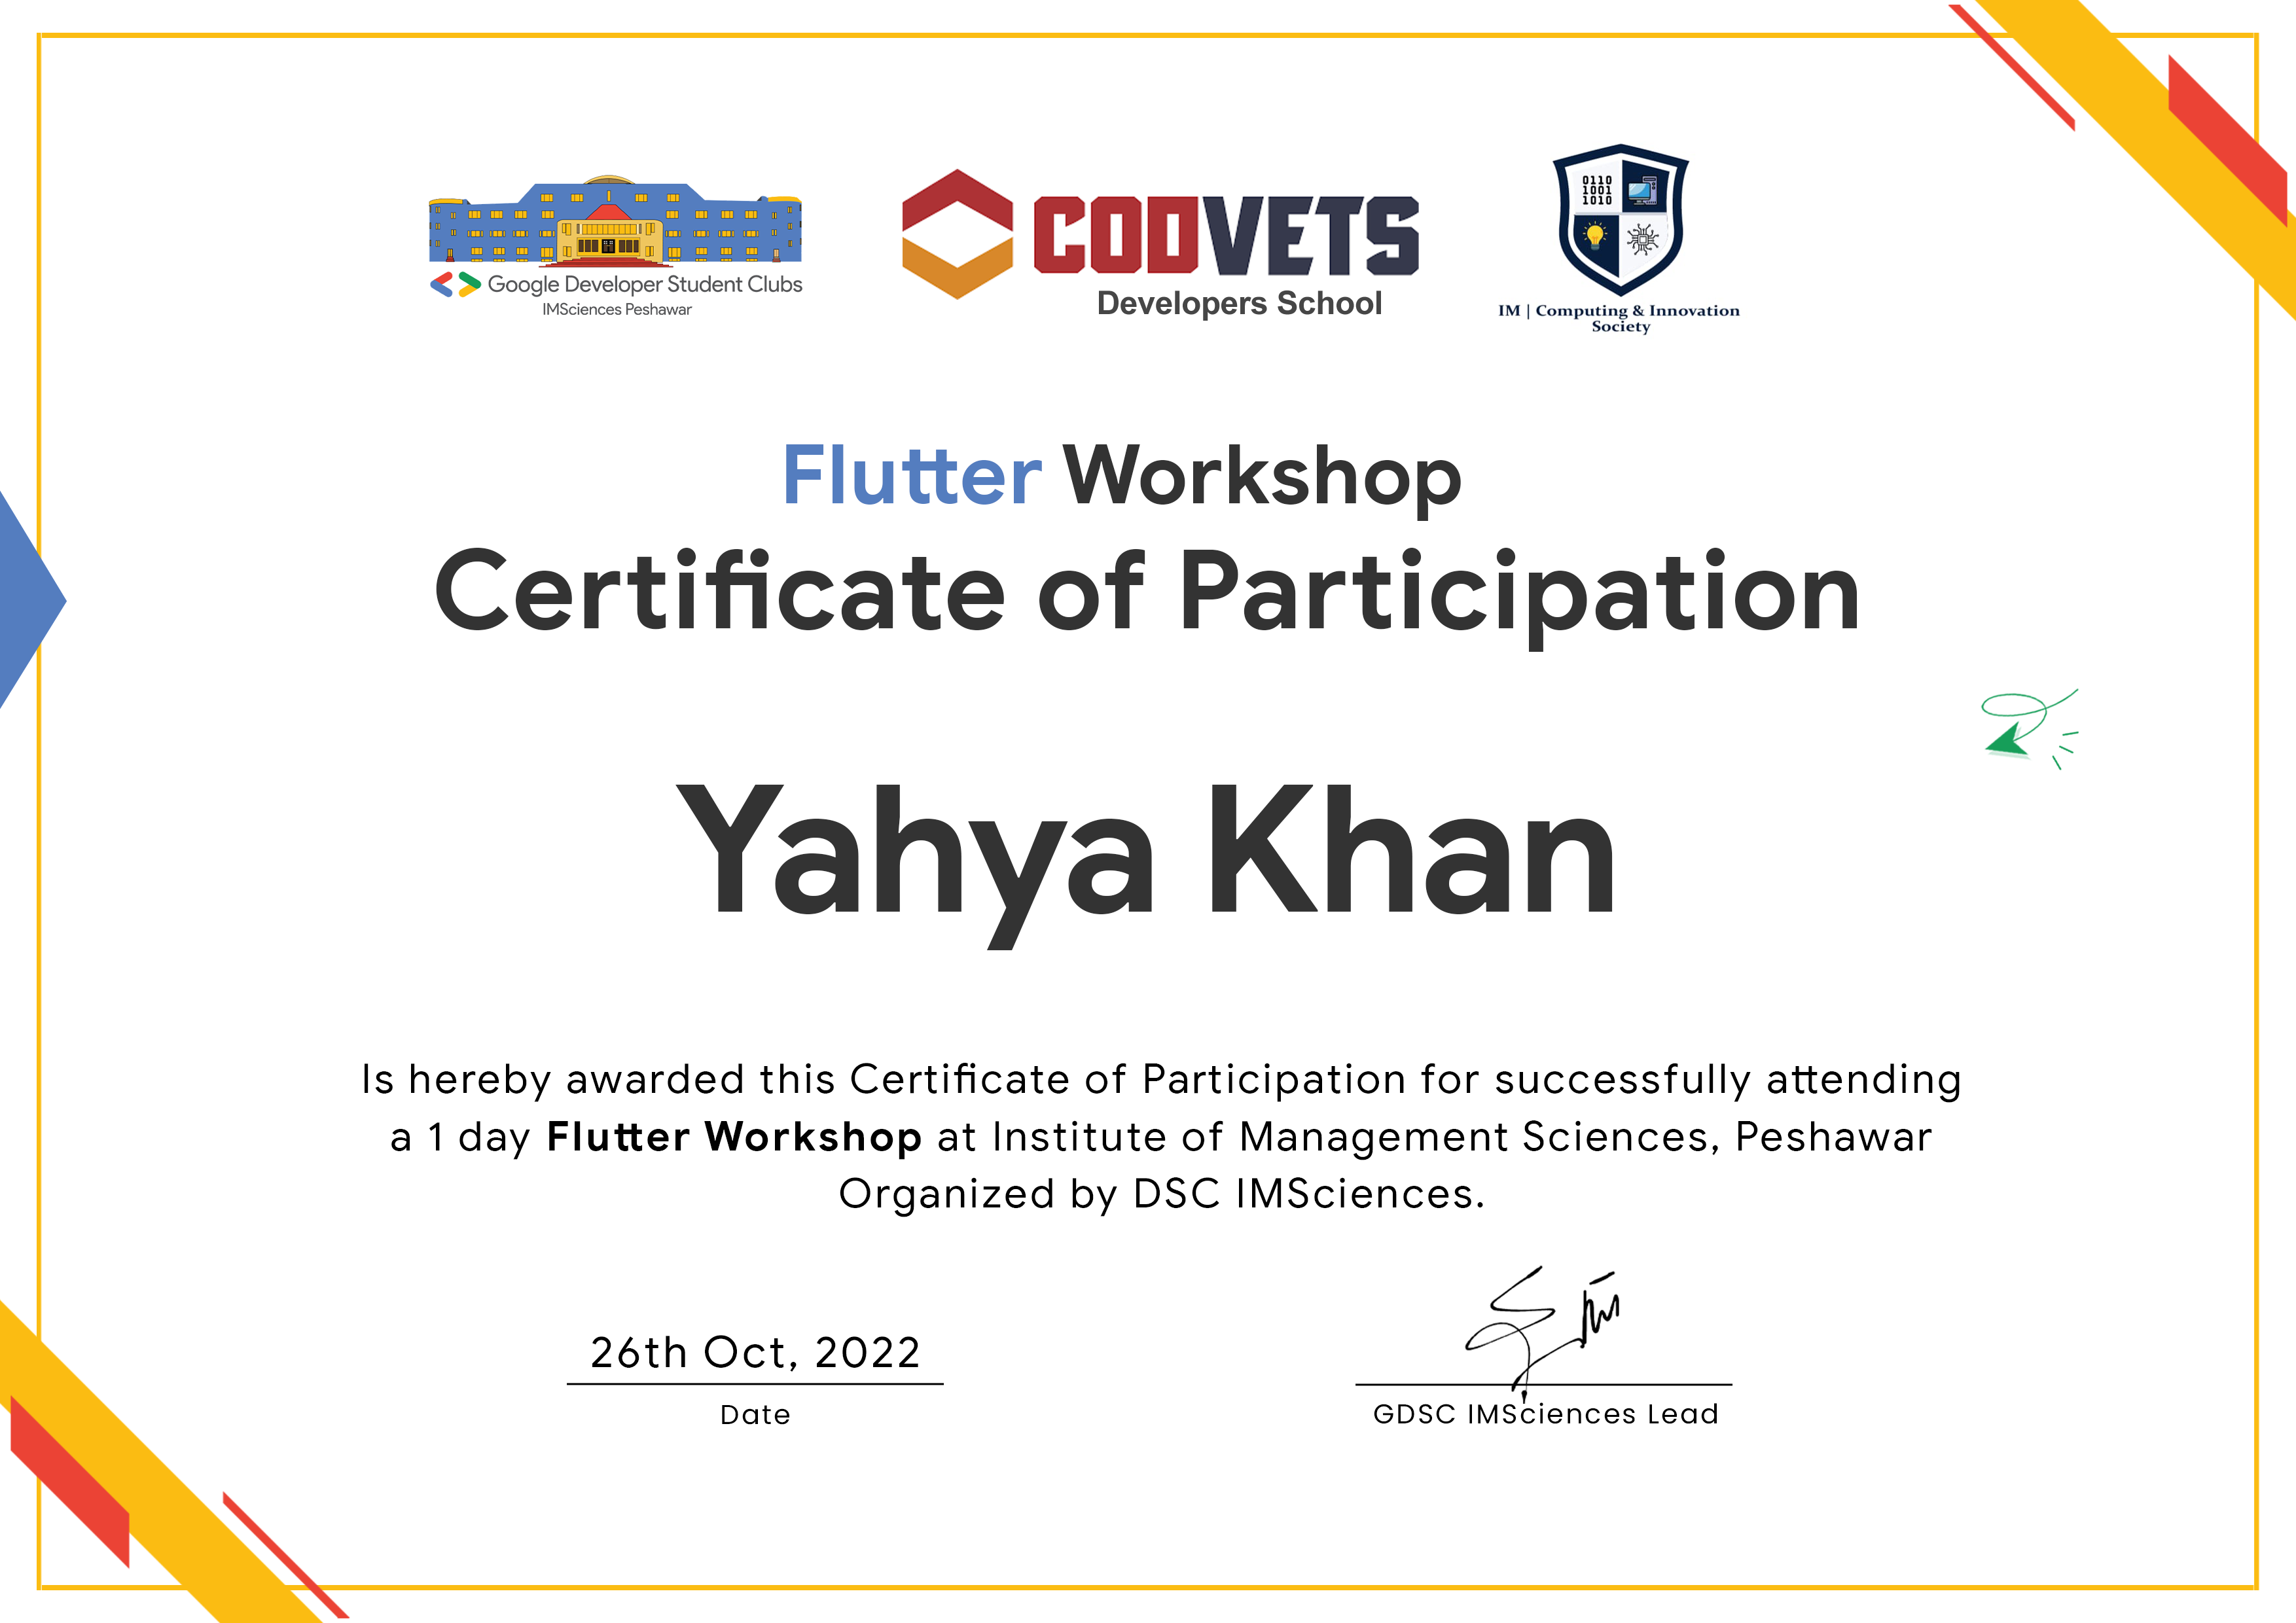 Google Developer Student Clubs
IMSciences Peshawar
CODVETS
Developers School
0110
1001
1010
IM | Computing & Innovation
Society
Flutter Workshop
Certificate of Participation
Yahya Khan
Is hereby awarded this Certificate of Participation for successfully attending
a 1 day Flutter Workshop at Institute of Management Sciences, Peshawar
Organized by DSC IMSciences.
26th Oct, 2022
Date
GDSC IMSciences Lead